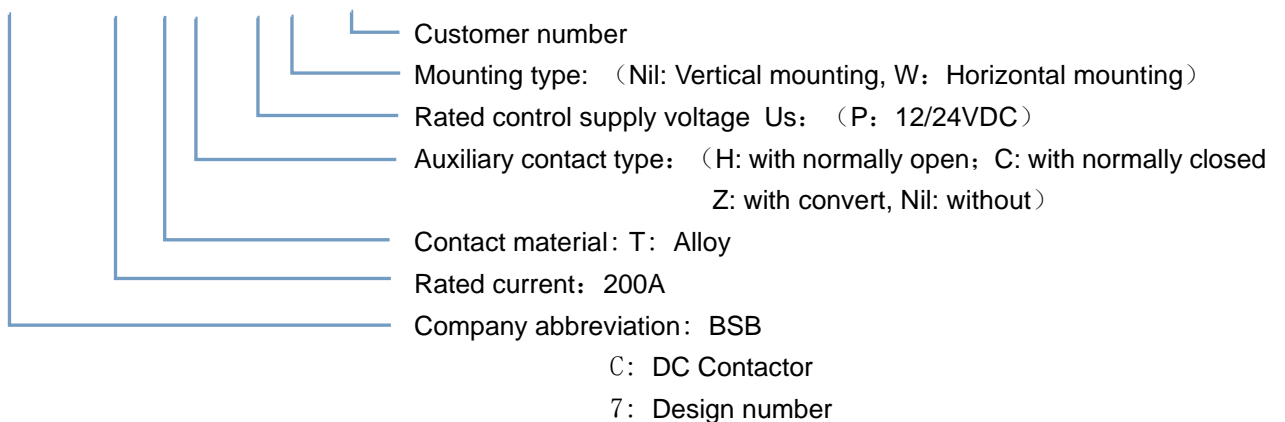 Customer number
Mounting type: （Nil: Vertical mounting, W：Horizontal mounting）
Rated control supply voltage Us：（P：12/24VDC）
Auxiliary contact type：（H: with normally open；C: with normally closed
Z: with convert, Nil: without）
Contact material：T：Alloy
Rated current：200A
Company abbreviation：BSB
C：DC Contactor
7：Design number